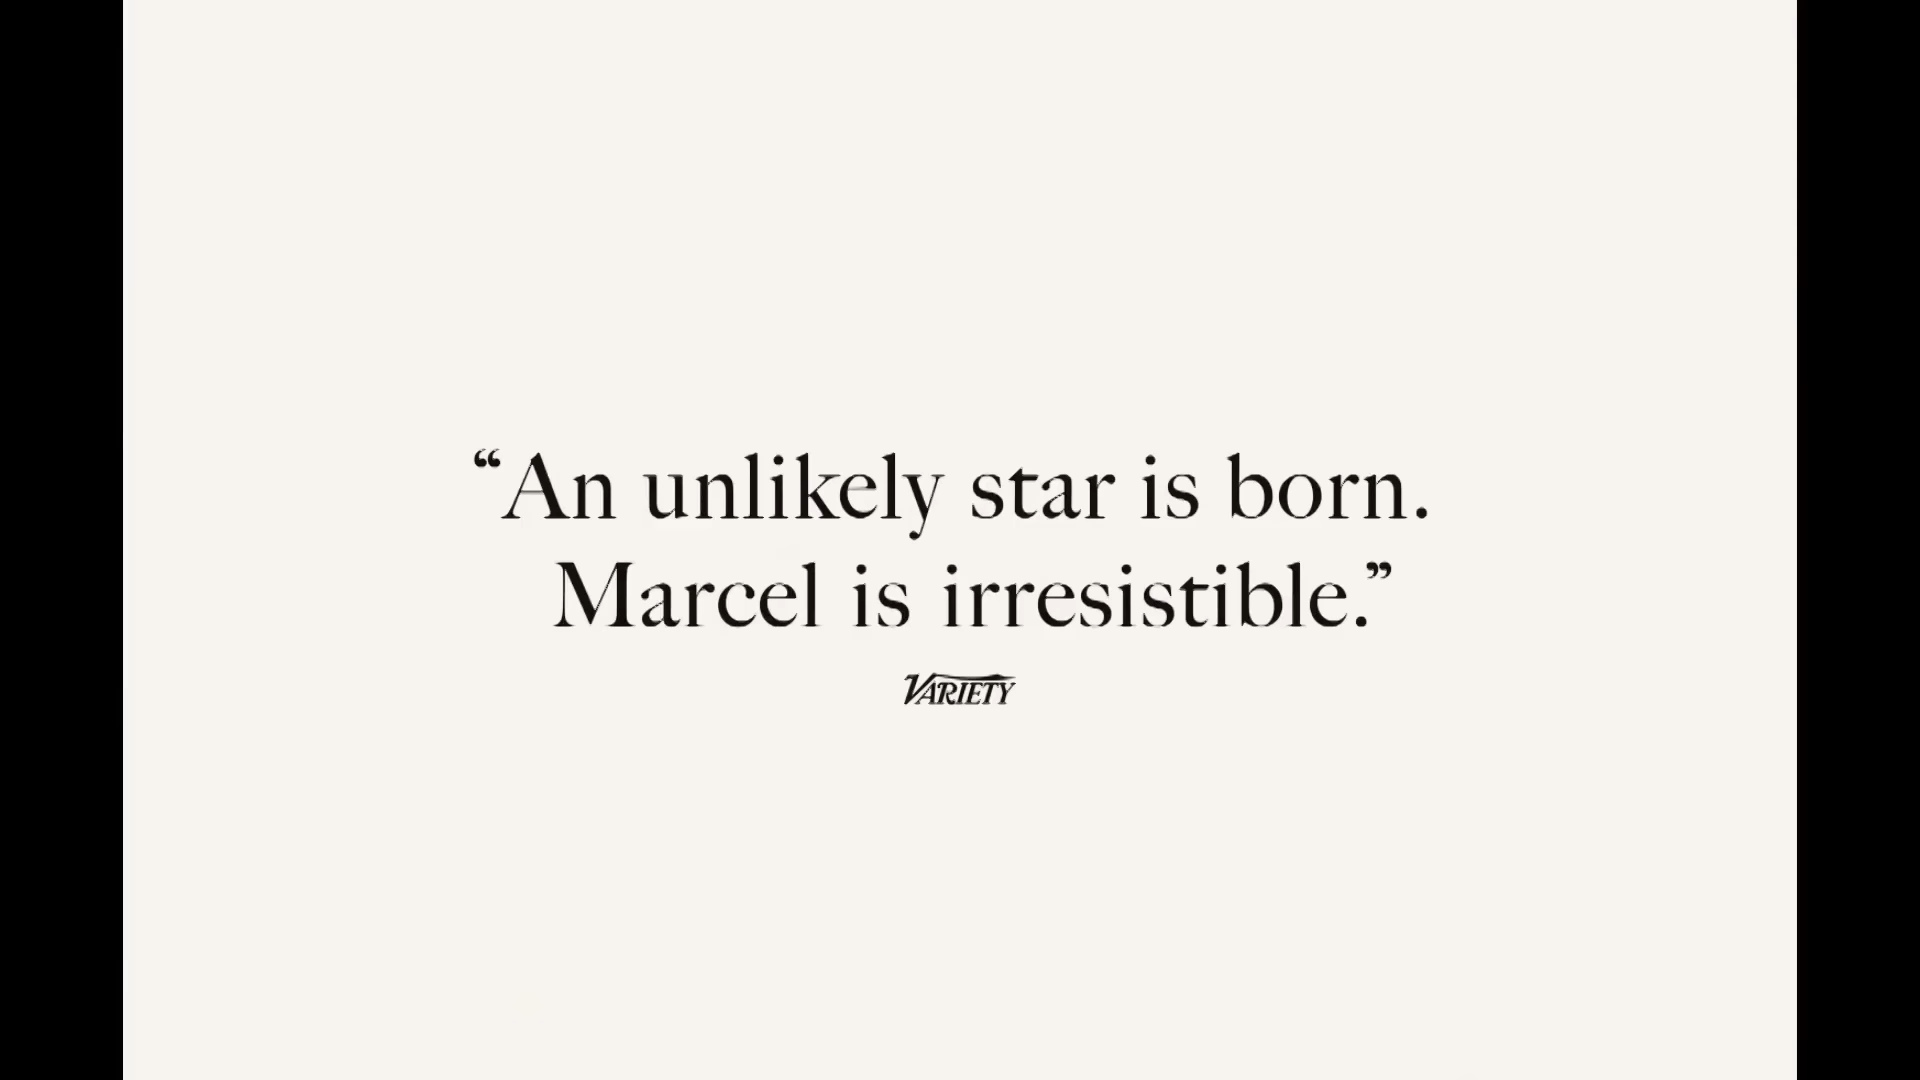 “An unlikely star is born.
Marcel is irresistible.”
VARIETY